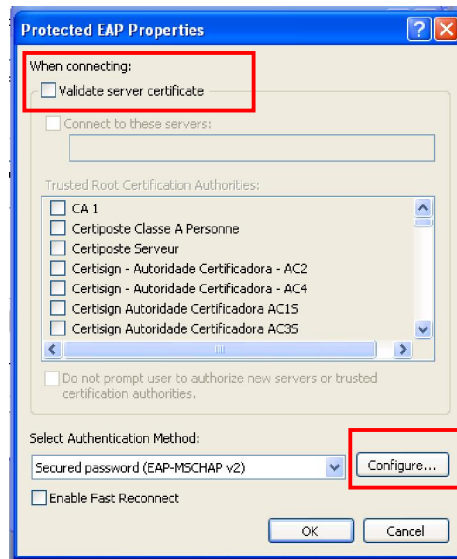 Protected EAP Properties
When connecting:
Validate server certificate
Connect to these servers:
Trusted Root Certification Authorities:
CA 1
Certiposte Classe A Personne
Certiposte Serveur
Certisign - Autoridade Certificadora - AC2
Certisign - Autoridade Certificadora - AC4
Certisign Autoridade Certificadora AC1S
Certisign Autoridade Certificadora AC3S
Do not prompt user to authorize new servers or trusted
certification authorities.
Select Authentication Method:
Secured password (EAP-MSCHAP v2)
Configure...
Enable Fast Reconnect
OK
Cancel